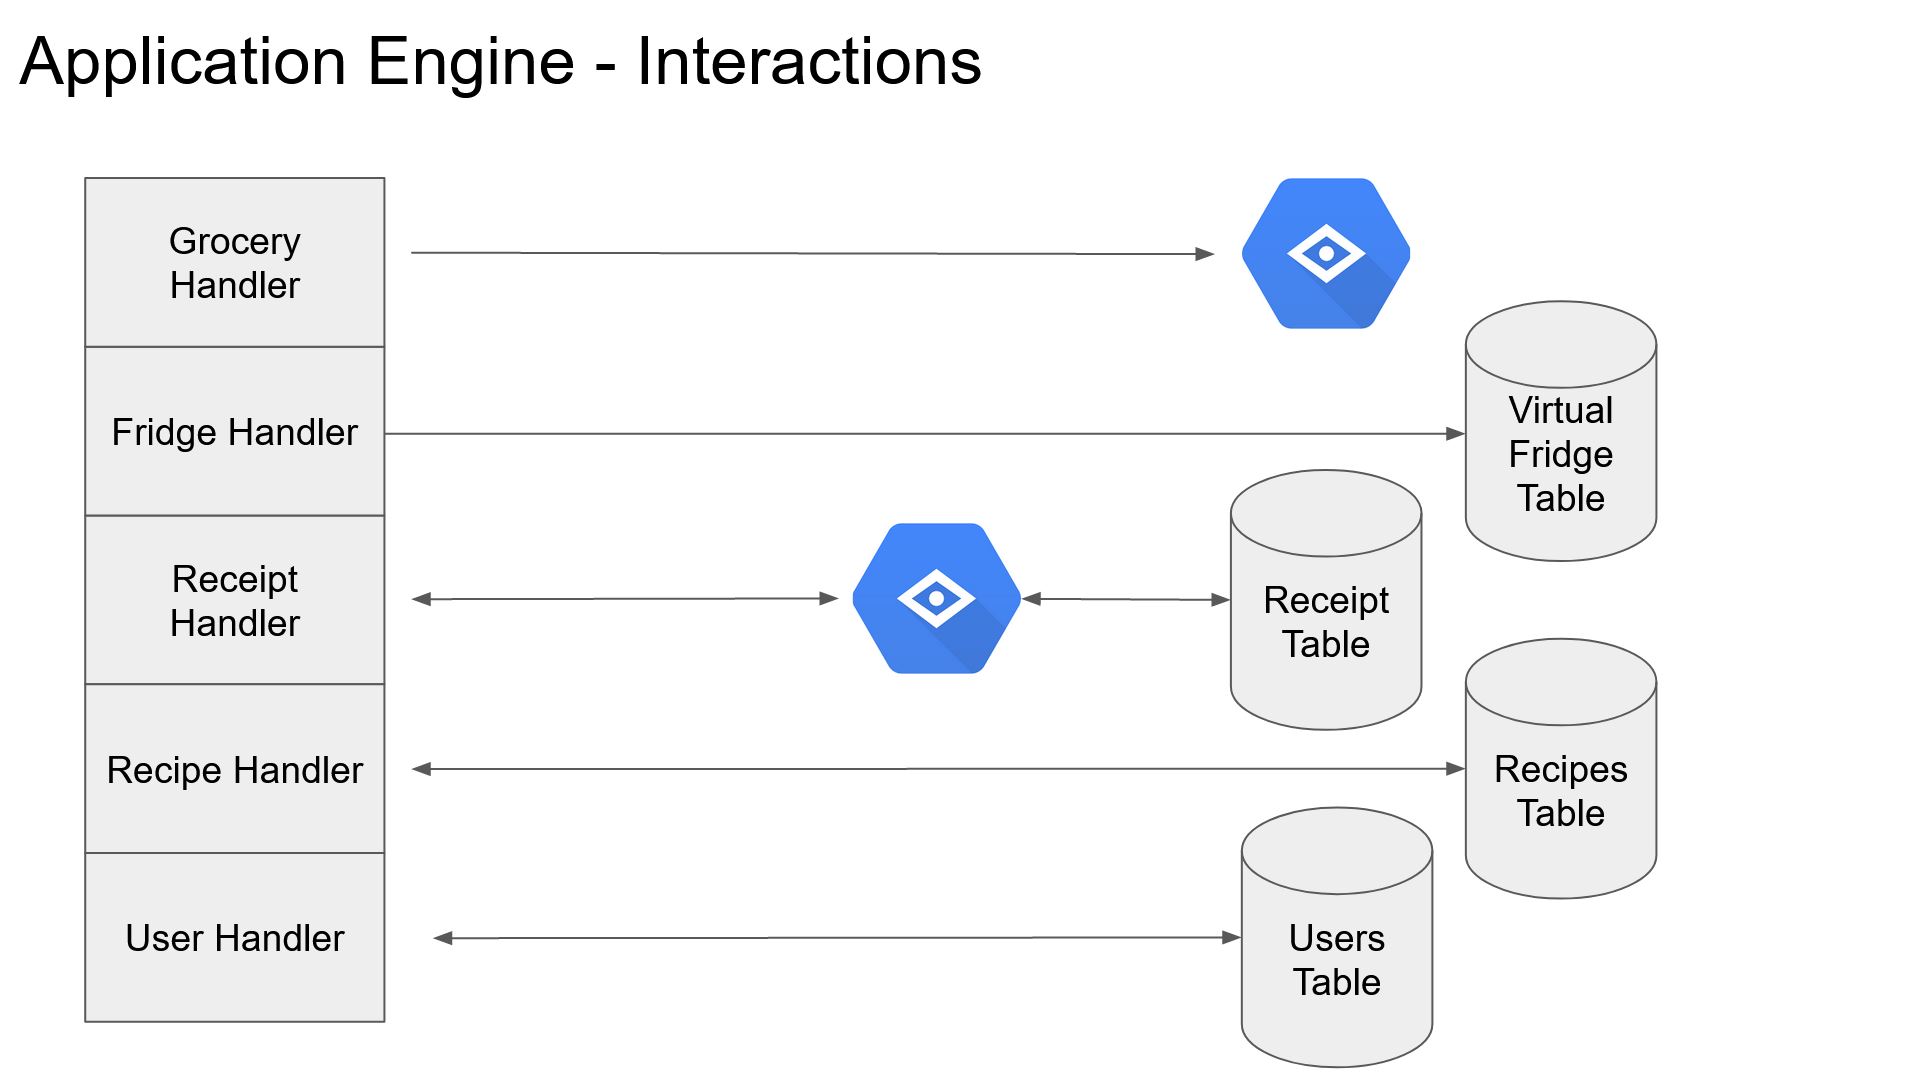 Application Engine - Interactions
Grocery
Handler
Fridge Handler
Virtual
Fridge
Table
Receipt
Handler
Receipt
Table
Recipe Handler
Recipes
Table
User Handler
Users
Table